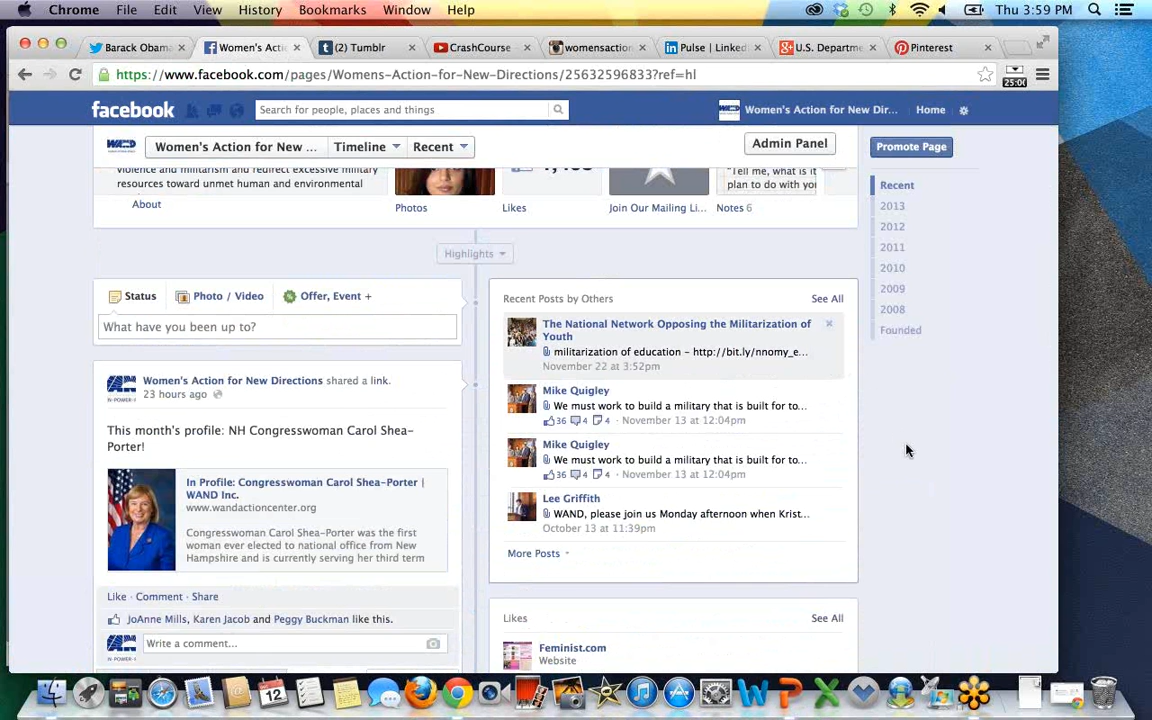 Chrome File Edit View History Bookmarks Window Help Thu 3:59 PM
Barack Obam Women's Acti (2) Tumblr CrashCourse womensaction Pulse | Linked U.S. Departme Pinterest
https://www.facebook.com/pages/Womens-Action-for-New-Directions/25632596833?ref=hl 25:00
facebook Search for people, places and things Women's Action for New Dir... Home
WAND Women's Action for New ... Timeline Recent Admin Panel Promote Page
violence and militarism and redirect excessive military
resources toward unmet human and environmental
"Tell me, what is it
plan to do with you
About Photos Likes Join Our Mailing Li... Notes 6
Recent
2013
2012
2011
2010
2009
2008
Founded
Highlights
Status Photo / Video Offer, Event +
What have you been up to?
Women's Action for New Directions shared a link.
23 hours ago
This month's profile: NH Congresswoman Carol Shea-
Porter!
In Profile: Congresswoman Carol Shea-Porter |
WAND Inc.
www.wandactioncenter.org
Congresswoman Carol Shea-Porter was the first
woman ever elected to national office from New
Hampshire and is currently serving her third term
Like · Comment · Share
JoAnne Mills, Karen Jacob and Peggy Buckman like this.
Write a comment...
Recent Posts by Others See All
The National Network Opposing the Militarization of
Youth
militarization of education - http://bit.ly/nnomy_e...
November 22 at 3:52pm
Mike Quigley
We must work to build a military that is built for to...
36 4 4 · November 13 at 12:04pm
Mike Quigley
We must work to build a military that is built for to...
36 4 4 · November 13 at 12:04pm
Lee Griffith
WAND, please join us Monday afternoon when Krist...
October 13 at 11:39pm
More Posts
Likes See All
Feminist.com
Website
12